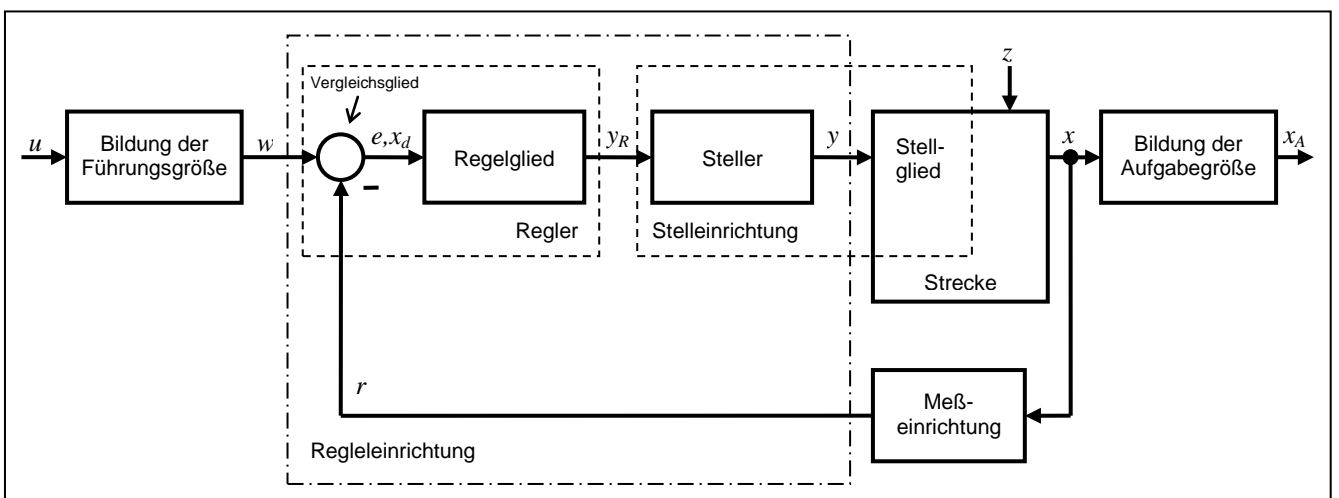 z
Vergleichsglied
u
Bildung der
Führungsgröße
w
e,x_d
Regelglied
y_R
Steller
y
Stell-
glied
x
Bildung der
Aufgabegröße
x_A
−
Regler
Stelleinrichtung
Strecke
r
Meß-
einrichtung
Regleleinrichtung